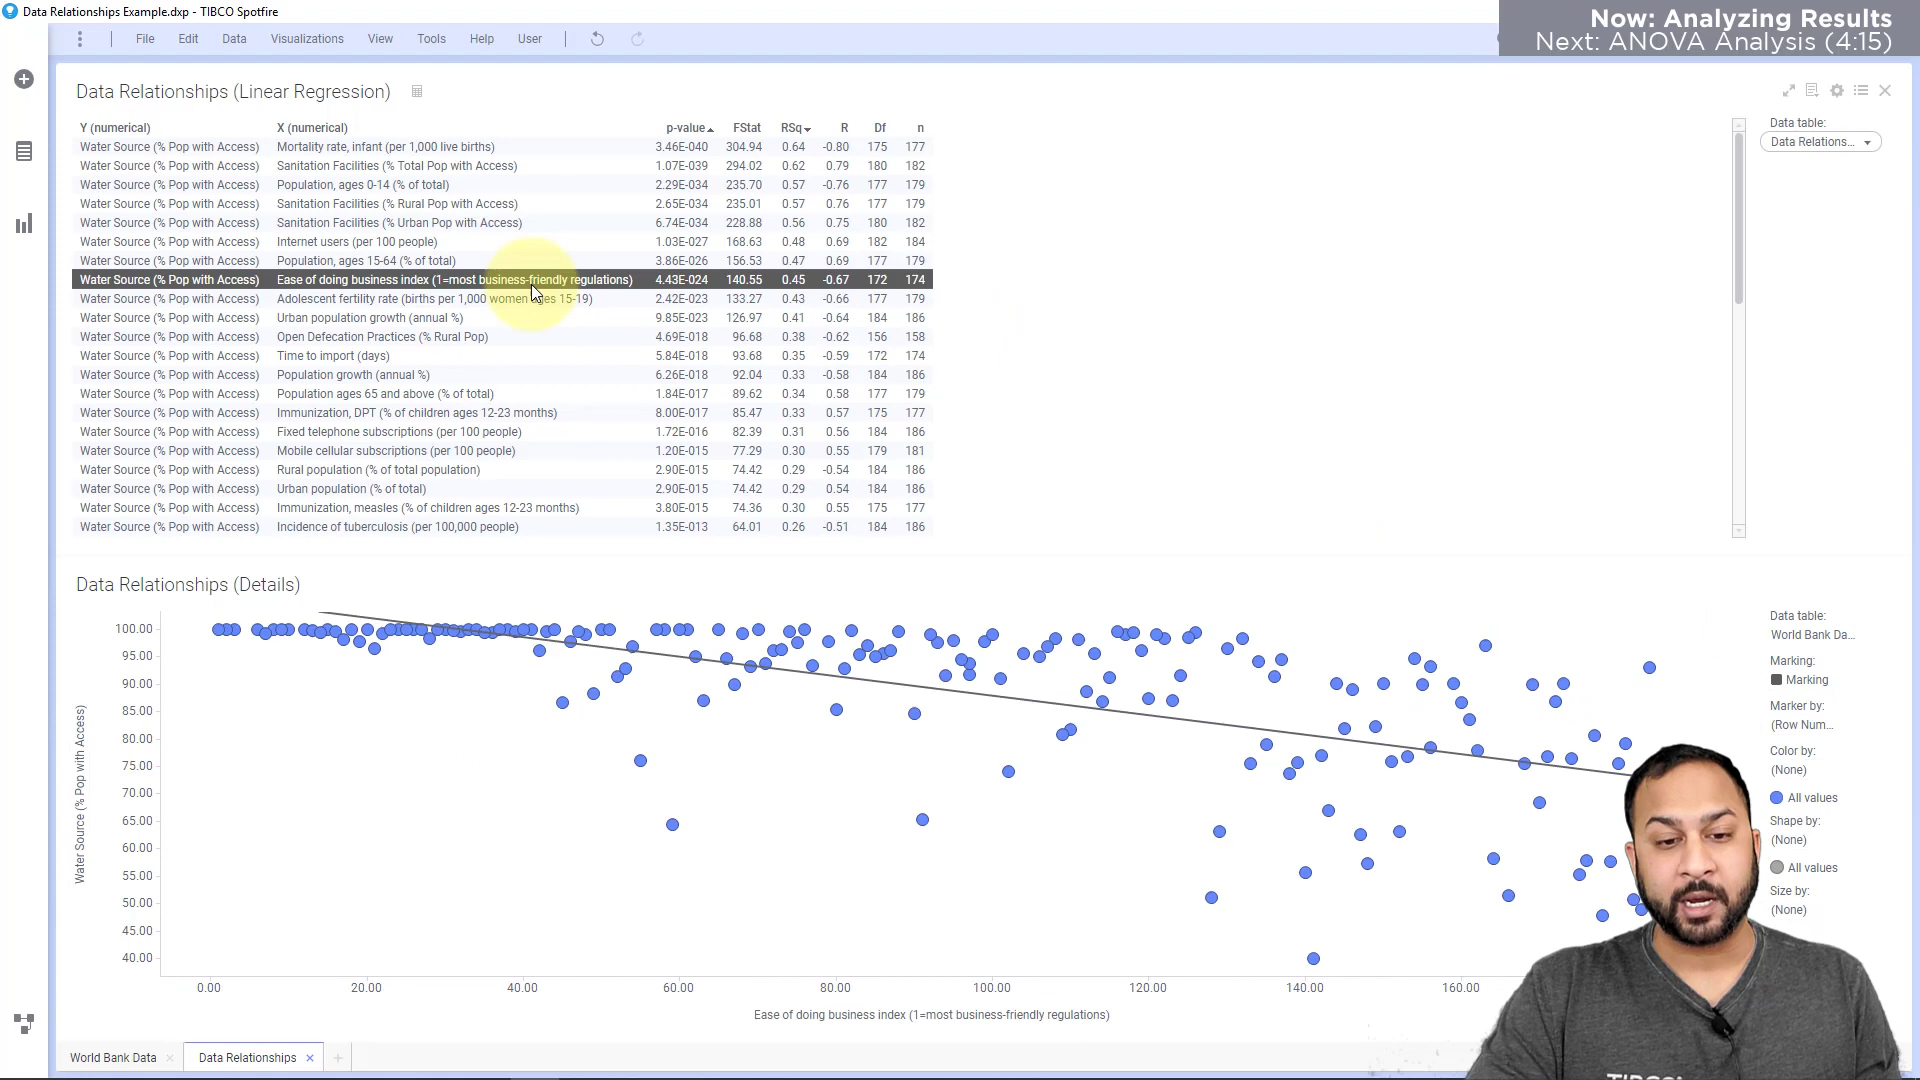 Data Relationships Example.dxp - TIBCO Spotfire
Now: Analyzing Results
Next: ANOVA Analysis (4:15)
File Edit Data Visualizations View Tools Help User
Data Relationships (Linear Regression)
Y (numerical) X (numerical) p-value FStat RSq R Df n
Water Source (% Pop with Access) Mortality rate, infant (per 1,000 live births) 3.46E-040 304.94 0.64 -0.80 175 177
Water Source (% Pop with Access) Sanitation Facilities (% Total Pop with Access) 1.07E-039 294.02 0.62 0.79 180 182
Water Source (% Pop with Access) Population, ages 0-14 (% of total) 2.29E-034 235.70 0.57 -0.76 177 179
Water Source (% Pop with Access) Sanitation Facilities (% Rural Pop with Access) 2.65E-034 235.01 0.57 0.76 177 179
Water Source (% Pop with Access) Sanitation Facilities (% Urban Pop with Access) 6.74E-034 228.88 0.56 0.75 180 182
Water Source (% Pop with Access) Internet users (per 100 people) 1.03E-027 168.63 0.48 0.69 182 184
Water Source (% Pop with Access) Population, ages 15-64 (% of total) 3.86E-026 156.53 0.47 0.69 177 179
Water Source (% Pop with Access) Ease of doing business index (1=most business-friendly regulations) 4.43E-024 140.55 0.45 -0.67 172 174
Water Source (% Pop with Access) Adolescent fertility rate (births per 1,000 women ages 15-19) 2.42E-023 133.27 0.43 -0.66 177 179
Water Source (% Pop with Access) Urban population growth (annual %) 9.85E-023 126.97 0.41 -0.64 184 186
Water Source (% Pop with Access) Open Defecation Practices (% Rural Pop) 4.69E-018 96.68 0.38 -0.62 156 158
Water Source (% Pop with Access) Time to import (days) 5.84E-018 93.68 0.35 -0.59 172 174
Water Source (% Pop with Access) Population growth (annual %) 6.26E-018 92.04 0.33 -0.58 184 186
Water Source (% Pop with Access) Population ages 65 and above (% of total) 1.84E-017 89.62 0.34 0.58 177 179
Water Source (% Pop with Access) Immunization, DPT (% of children ages 12-23 months) 8.00E-017 85.47 0.33 0.57 175 177
Water Source (% Pop with Access) Fixed telephone subscriptions (per 100 people) 1.72E-016 82.39 0.31 0.56 184 186
Water Source (% Pop with Access) Mobile cellular subscriptions (per 100 people) 1.20E-015 77.29 0.30 0.55 179 181
Water Source (% Pop with Access) Rural population (% of total population) 2.90E-015 74.42 0.29 -0.54 184 186
Water Source (% Pop with Access) Urban population (% of total) 2.90E-015 74.42 0.29 0.54 184 186
Water Source (% Pop with Access) Immunization, measles (% of children ages 12-23 months) 3.80E-015 74.36 0.30 0.55 175 177
Water Source (% Pop with Access) Incidence of tuberculosis (per 100,000 people) 1.35E-013 64.01 0.26 -0.51 184 186
Data table:
Data Relations...
Data Relationships (Details)
Water Source (% Pop with Access)
100.00
95.00
90.00
85.00
80.00
75.00
70.00
65.00
60.00
55.00
50.00
45.00
40.00
0.00 20.00 40.00 60.00 80.00 100.00 120.00 140.00 160.00
Ease of doing business index (1=most business-friendly regulations)
Data table:
World Bank Da...
Marking:
Marking
Marker by:
(Row Num...
Color by:
(None)
All values
Shape by:
(None)
All values
Size by:
(None)
World Bank Data Data Relationships